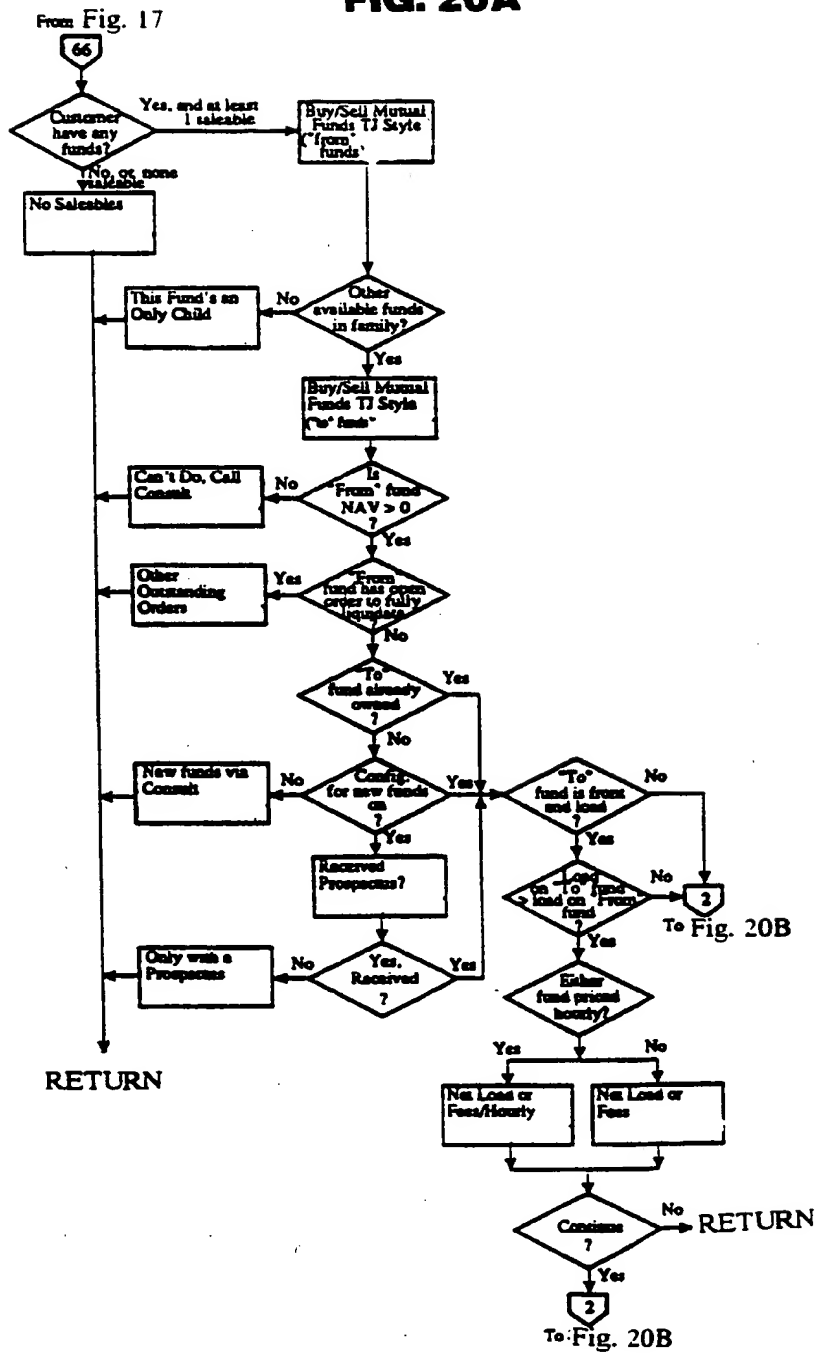 FIG. 20A
From Fig. 17
66
Customer
have any
funds?
Yes, and at least
1 saleable
Buy/Sell Mutual
Funds TJ Style
("from"
funds'
No, or none
saleable
No Saleables
Other
available funds
in family?
No
This Fund's an
Only Child
Yes
Buy/Sell Mutual
Funds TJ Style
("to" funds"
Is
"From" fund
NAV > 0
?
No
Can't Do, Call
Consult
Yes
"From
fund has open
order to fully
liquidate
?
Yes
Other
Outstanding
Orders
No
"To"
fund already
owned
?
Yes
No
Config.
for new funds
on
?
No
New funds via
Consult
Yes
Yes
Received
Prospectus?
Yes,
Received
?
No
Only with a
Prospectus
Yes
RETURN
"To"
fund is front
end load
?
No
Yes
Load
on "To" fund
> load on "From"
fund
?
No
2
To Fig. 20B
Yes
Either
fund priced
hourly?
Yes
No
Net Load or
Fees/Hourly
Net Load or
Fees
Continue
?
No
RETURN
Yes
2
To: Fig. 20B